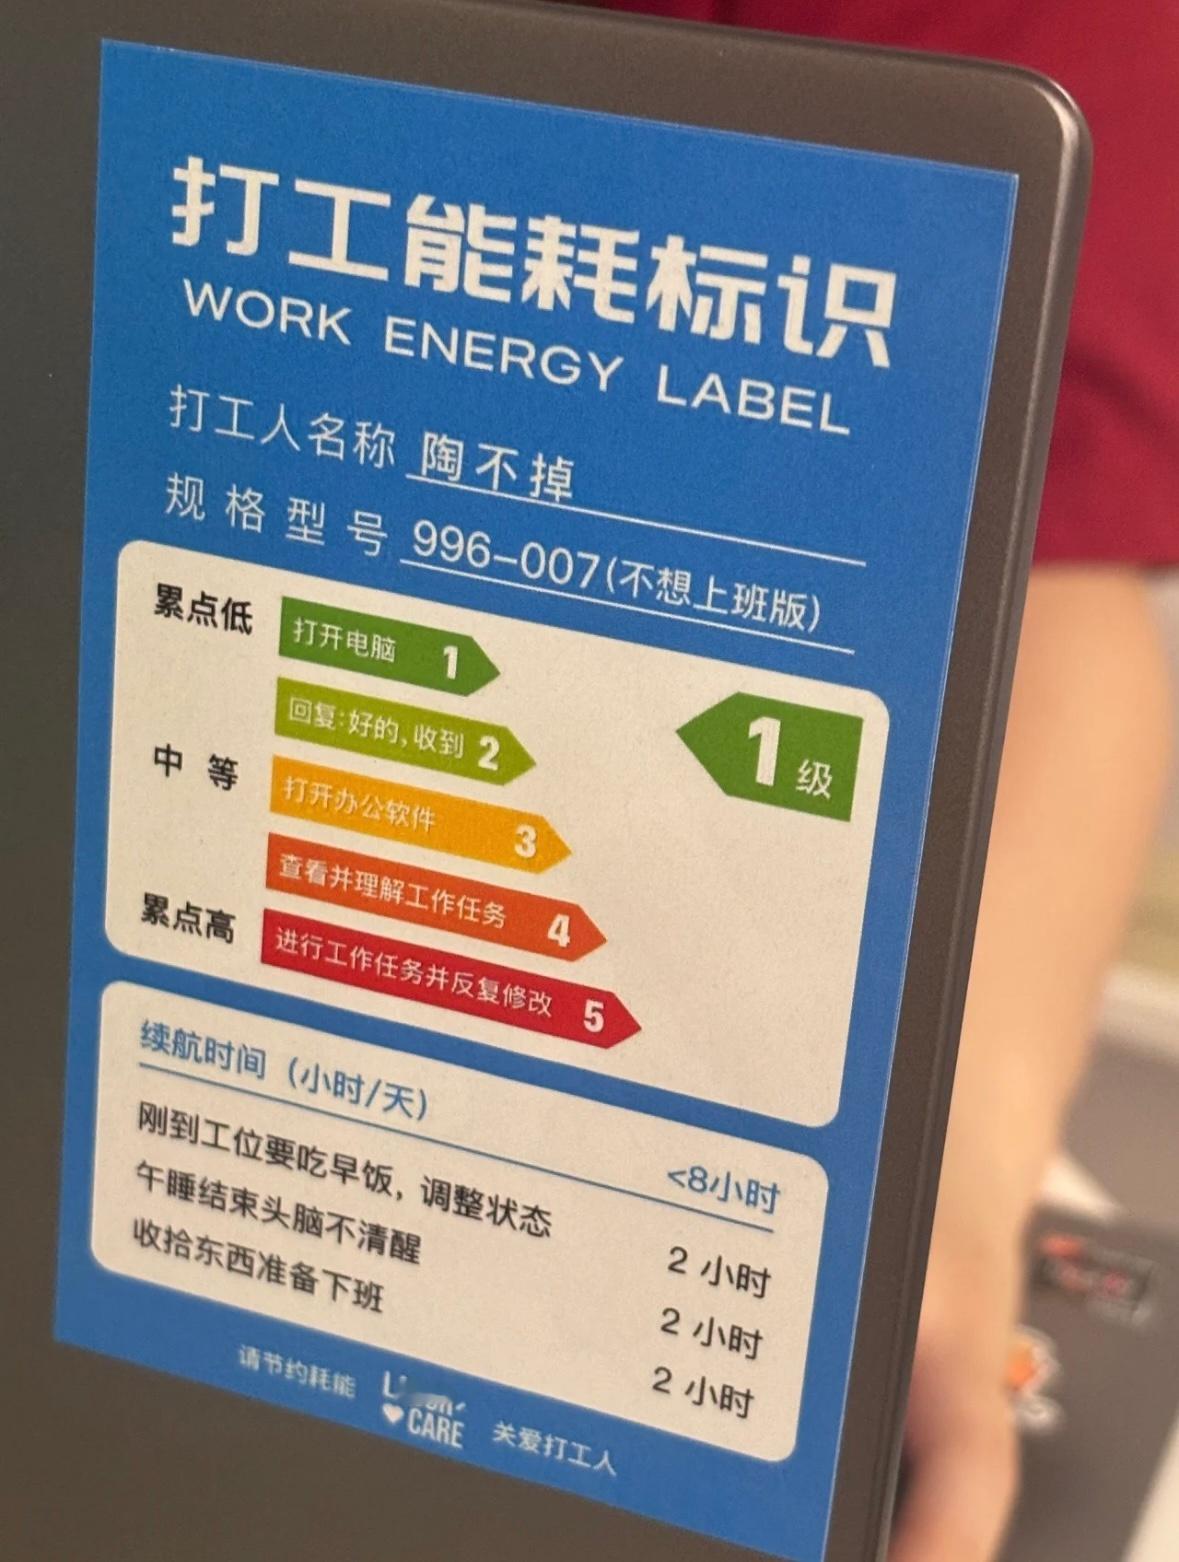 打工能耗标识
WORK ENERGY LABEL
打工人名称 陶不掉
规格型号 996-007(不想上班版)
累点低
打开电脑 1
1级
回复:好的,收到 2
中等
打开办公软件 3
查看并理解工作任务 4
累点高
进行工作任务并反复修改 5
续航时间（小时/天） <8小时
刚到工位要吃早饭，调整状态 2 小时
午睡结束头脑不清醒 2 小时
收拾东西准备下班 2 小时
请节约耗能
CARE
关爱打工人